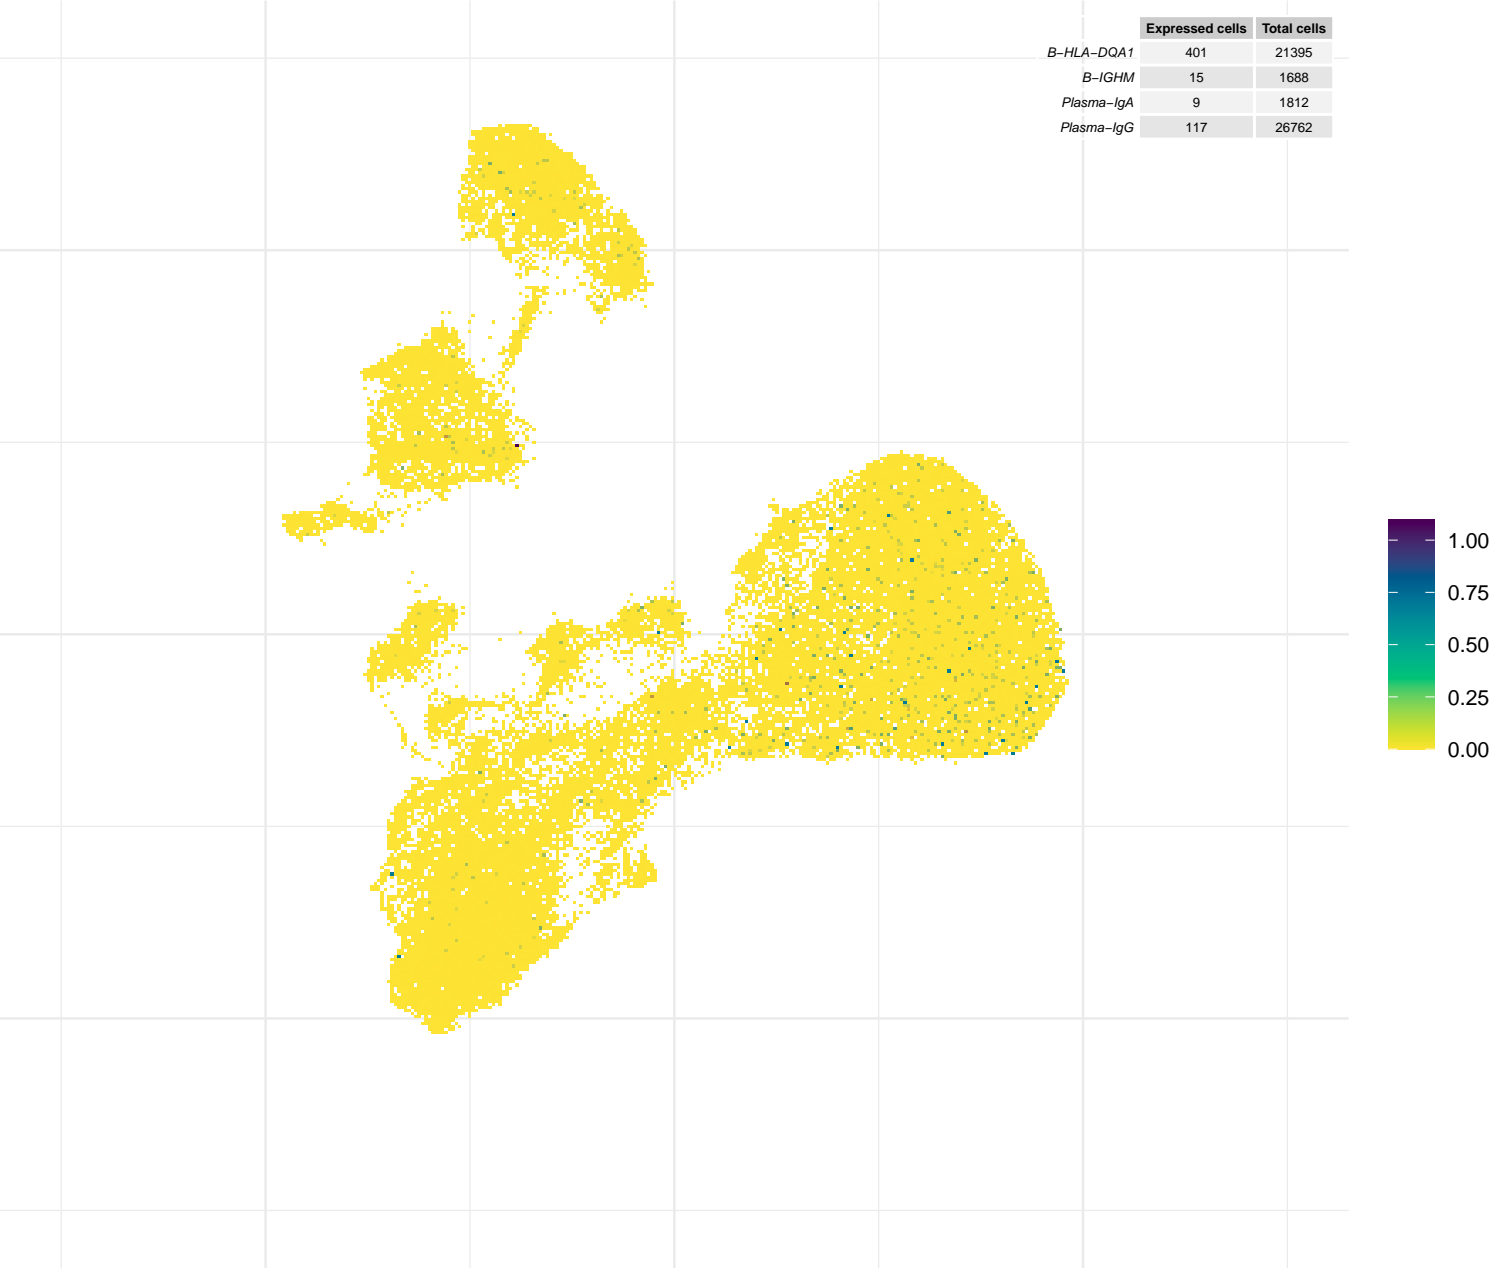 Expressed cells Total cells
B−HLA−DQA1 401 21395
B−IGHM 15 1688
Plasma−IgA 9 1812
Plasma−IgG 117 26762
1.00
0.75
0.50
0.25
0.00